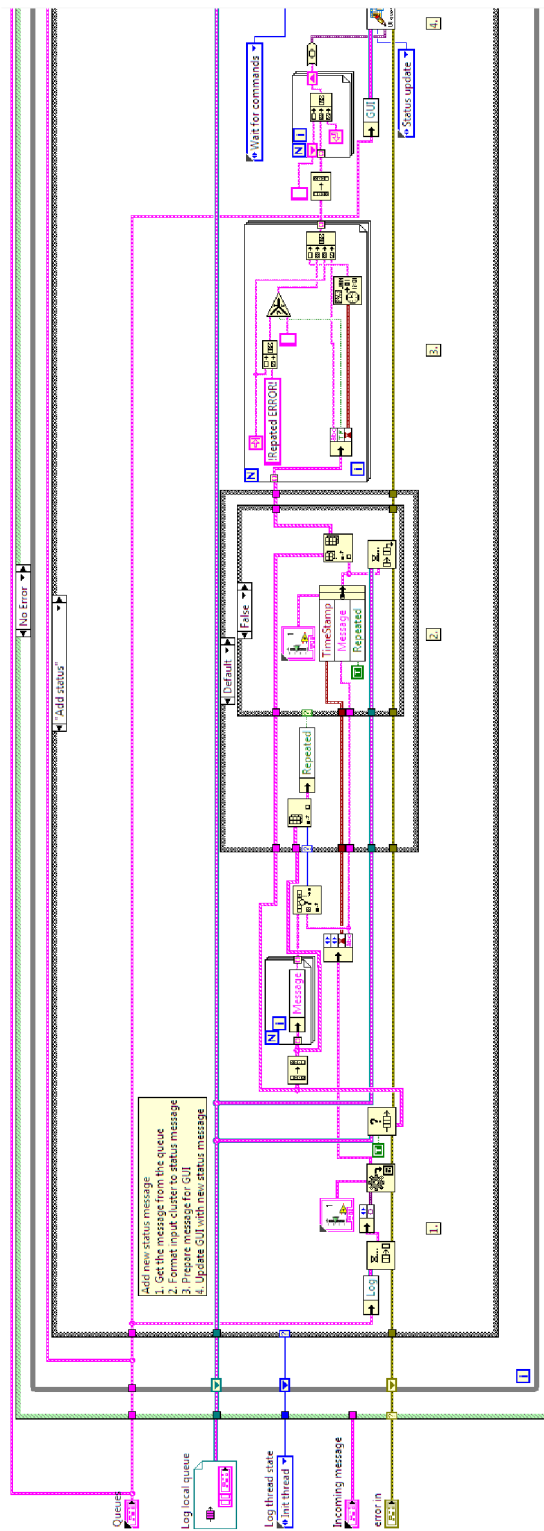 No Error
"Add status"
Default
False
Add new status message
1. Get the message from the queue
2. Format input cluster to status message
3. Prepare message for GUI
4. Update GUI with new status message
Queues
Log local queue
Log thread state
Init thread
Incoming message
error in
Log
N
i
Message
Repeated
TimeStamp
Message
Repeated
T
T
N
i
!Repated ERROR!
N
i
Wait for commands
GUI
Status update
i
1.
2.
3.
4.